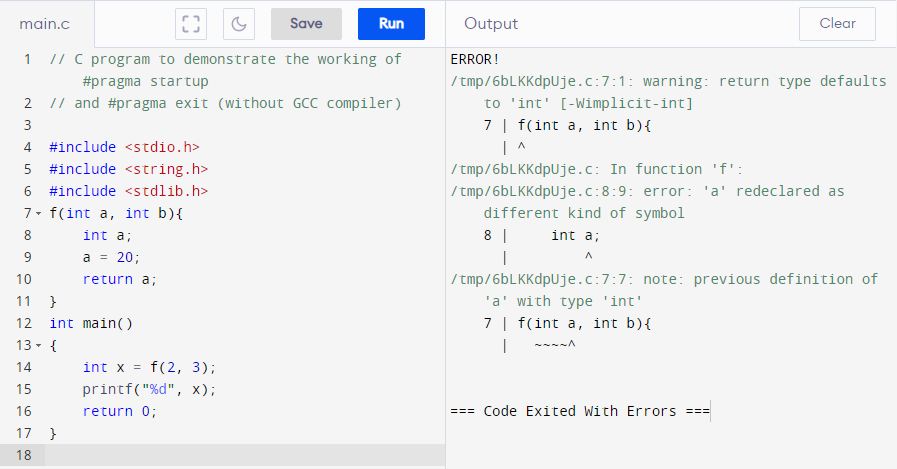 main.c
Save
Run
Output
Clear
1 // C program to demonstrate the working of
#pragma startup
2 // and #pragma exit (without GCC compiler)
3
4 #include <stdio.h>
5 #include <string.h>
6 #include <stdlib.h>
7 f(int a, int b){
8 int a;
9 a = 20;
10 return a;
11 }
12 int main()
13 {
14 int x = f(2, 3);
15 printf("%d", x);
16 return 0;
17 }
18
ERROR!
/tmp/6bLKKdpUje.c:7:1: warning: return type defaults
to 'int' [-Wimplicit-int]
7 | f(int a, int b){
| ^
/tmp/6bLKKdpUje.c: In function 'f':
/tmp/6bLKKdpUje.c:8:9: error: 'a' redeclared as
different kind of symbol
8 | int a;
| ^
/tmp/6bLKKdpUje.c:7:7: note: previous definition of
'a' with type 'int'
7 | f(int a, int b){
| ~~~~^
=== Code Exited With Errors ===